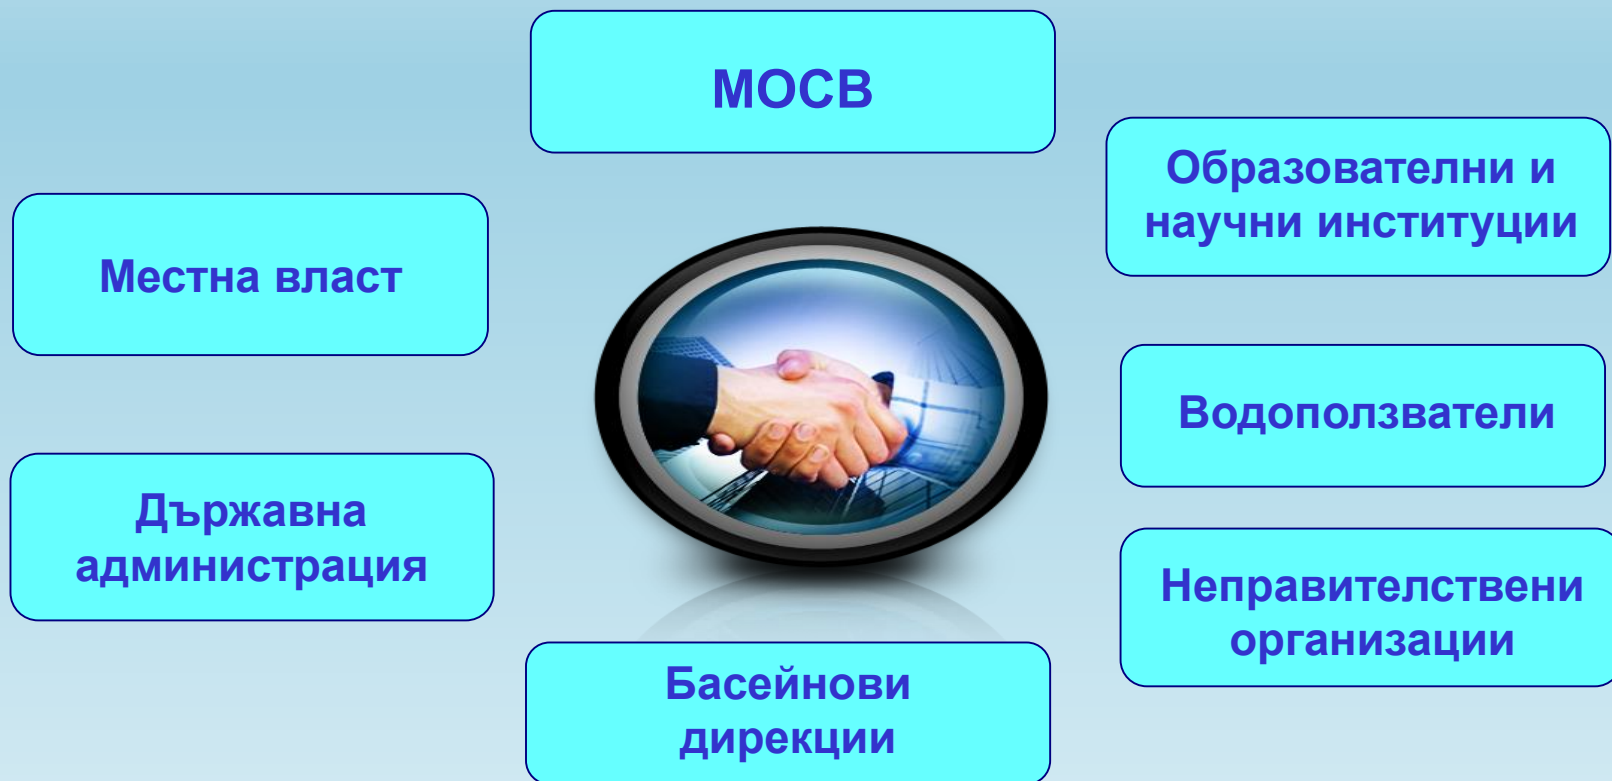 МОСВ
Образователни и
научни институции
Местна власт
Водоползватели
Държавна
администрация
Неправителствени
организации
Басейнови
дирекции